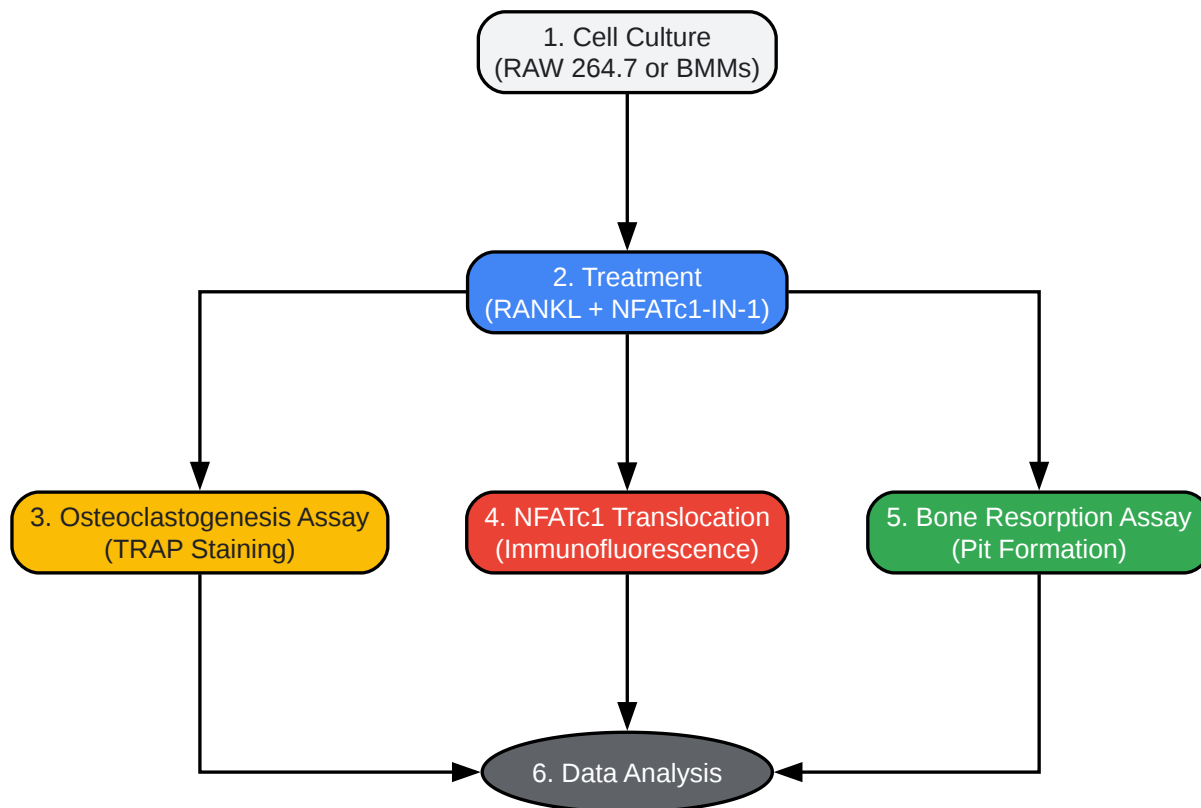 1. Cell Culture
(RAW 264.7 or BMMs)
2. Treatment
(RANKL + NFATc1-IN-1)
3. Osteoclastogenesis Assay
(TRAP Staining)
4. NFATc1 Translocation
(Immunofluorescence)
5. Bone Resorption Assay
(Pit Formation)
6. Data Analysis